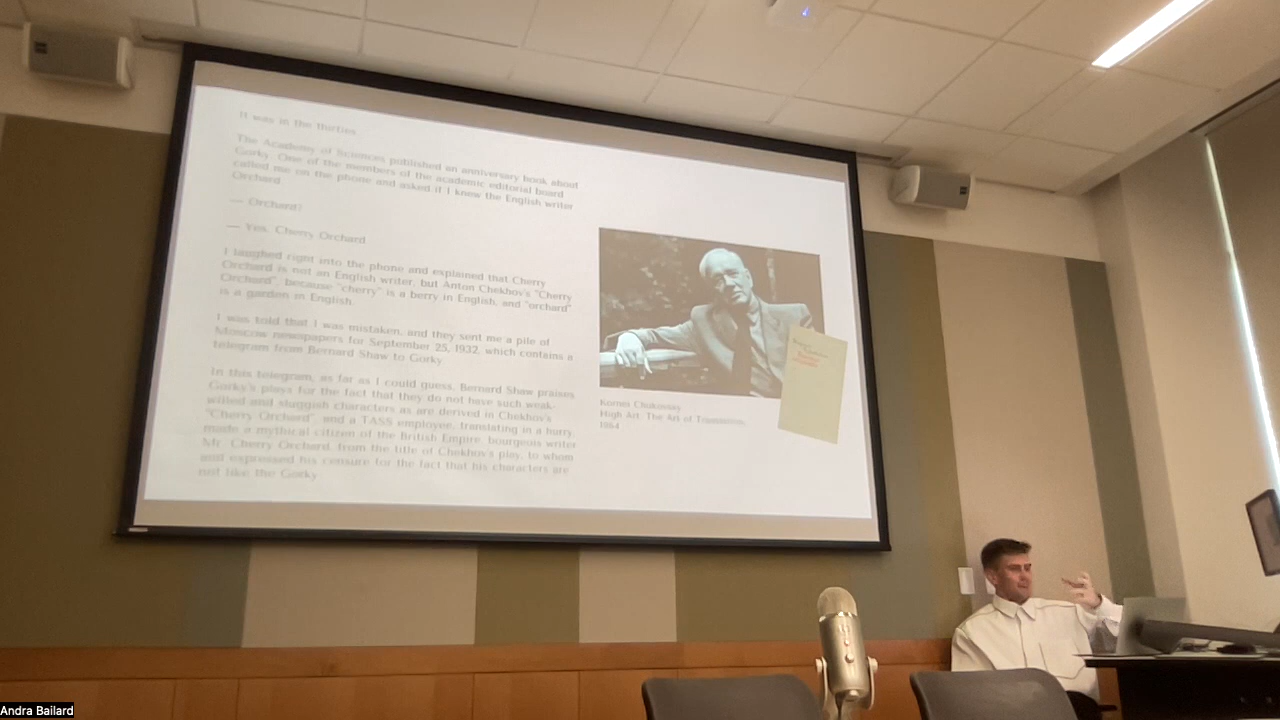 It was in the thirties
The Academy of Sciences published an anniversary book about
Gorky. One of the members of the academic editorial board
called me on the phone and asked if I knew the English writer
Orchard
— Orchard?
— Yes, Cherry Orchard.
I laughed right into the phone and explained that Cherry
Orchard is not an English writer, but Anton Chekhov's "Cherry
Orchard", because "cherry" is a berry in English, and "orchard"
is a garden in English.
I was told that I was mistaken, and they sent me a pile of
Moscow newspapers for September 25, 1932, which contains a
telegram from Bernard Shaw to Gorky
In this telegram, as far as I could guess, Bernard Shaw praises
Gorky's plays for the fact that they do not have such weak-
willed and sluggish characters as are derived in Chekhov's
"Cherry Orchard", and a TASS employee, translating in a hurry,
made a mythical citizen of the British Empire, bourgeois writer
Mr. Cherry Orchard, from the title of Chekhov's play, to whom
and expressed his censure for the fact that his characters are
not like the Gorky
Kornei Chukovsky
High Art: The Art of Translation,
1964
Andra Bailard